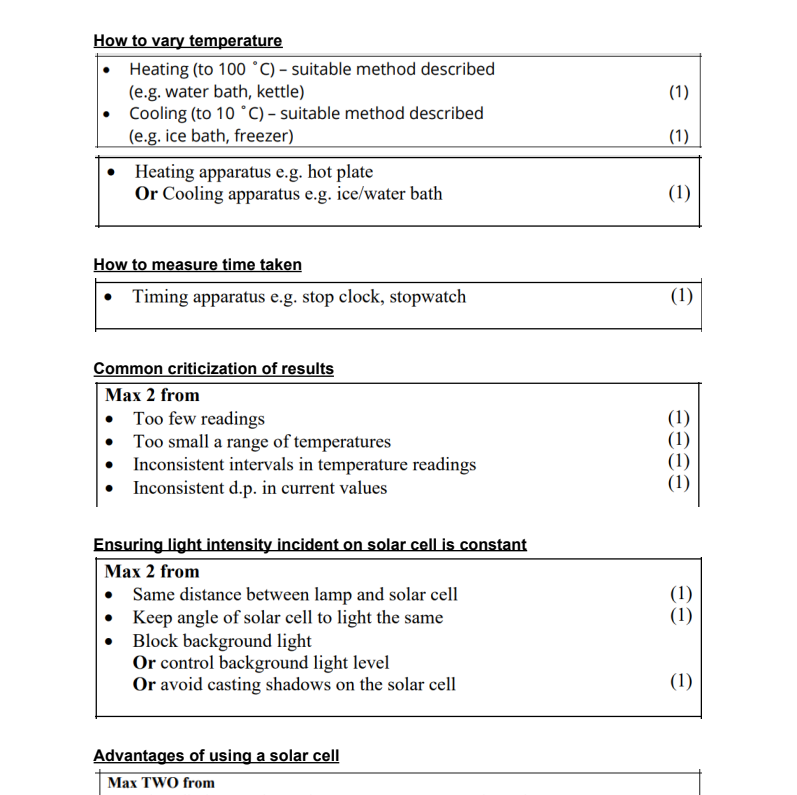 How to vary temperature
• Heating (to 100 ˚C) – suitable method described
(e.g. water bath, kettle) (1)
• Cooling (to 10 ˚C) – suitable method described
(e.g. ice bath, freezer) (1)
• Heating apparatus e.g. hot plate
Or Cooling apparatus e.g. ice/water bath (1)
How to measure time taken
• Timing apparatus e.g. stop clock, stopwatch (1)
Common criticization of results
Max 2 from
• Too few readings (1)
• Too small a range of temperatures (1)
• Inconsistent intervals in temperature readings (1)
• Inconsistent d.p. in current values (1)
Ensuring light intensity incident on solar cell is constant
Max 2 from
• Same distance between lamp and solar cell (1)
• Keep angle of solar cell to light the same (1)
• Block background light
Or control background light level
Or avoid casting shadows on the solar cell (1)
Advantages of using a solar cell
Max TWO from